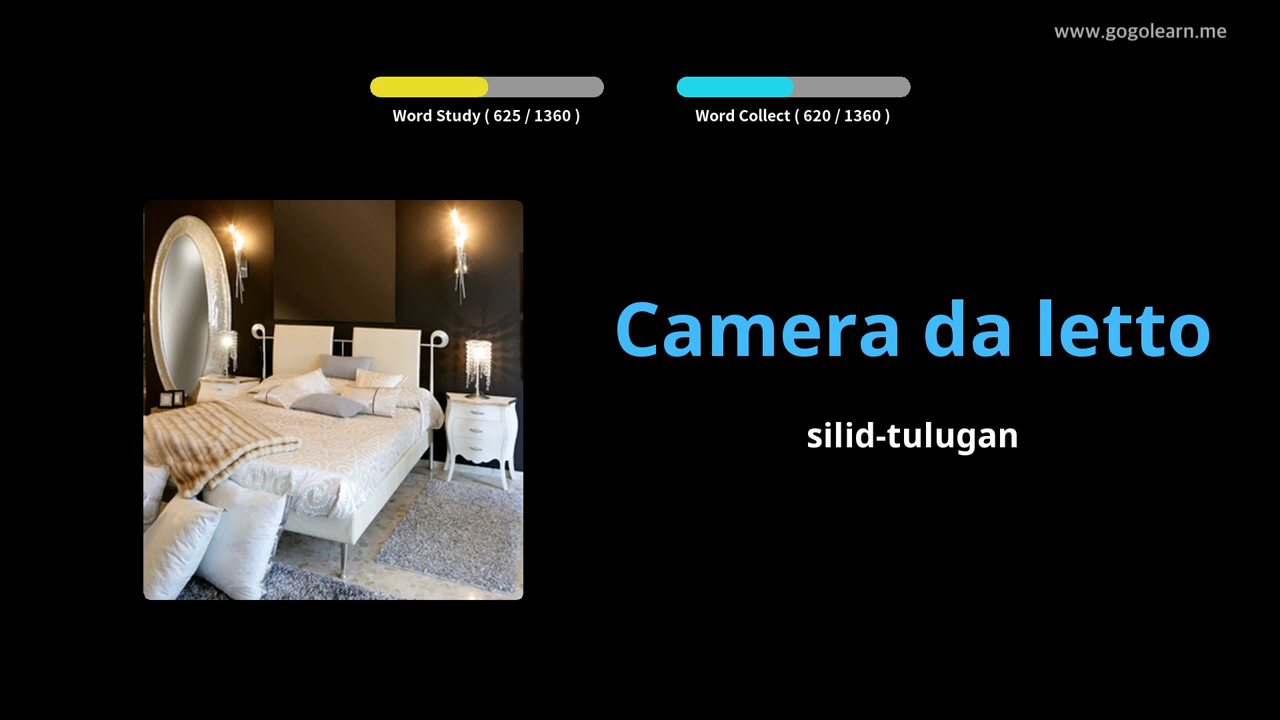 www.gogolearn.me
Word Study ( 625 / 1360 )
Word Collect ( 620 / 1360 )
Camera da letto
silid-tulugan